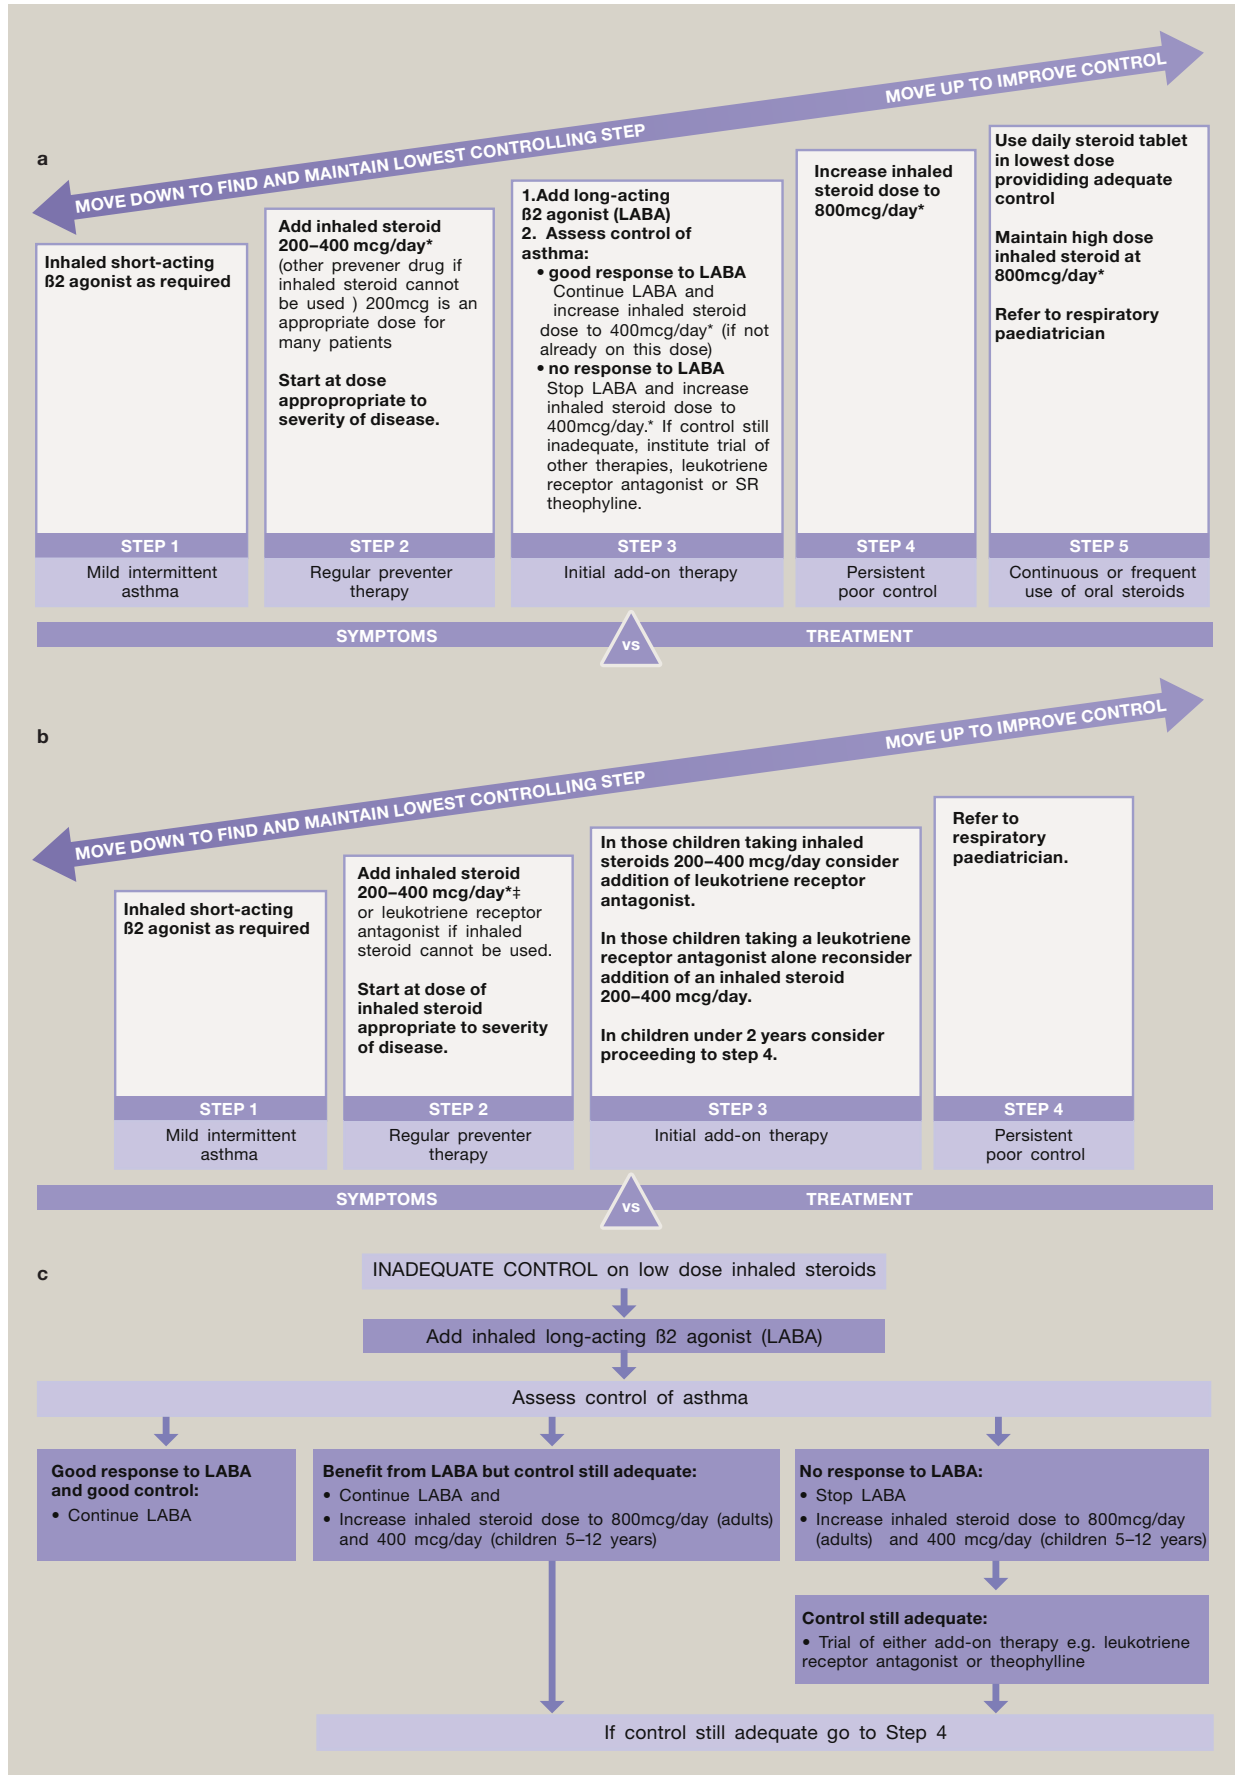 MOVE UP TO IMPROVE CONTROL
MOVE DOWN TO FIND AND MAINTAIN LOWEST CONTROLLING STEP
a
Inhaled short-acting
ß2 agonist as required
STEP 1
Mild intermittent
asthma
Add inhaled steroid
200–400 mcg/day*
(other prevener drug if
inhaled steroid cannot
be used ) 200mcg is an
appropriate dose for
many patients
Start at dose
appropropriate to
severity of disease.
STEP 2
Regular preventer
therapy
1.Add long-acting
ß2 agonist (LABA)
2. Assess control of
asthma:
• good response to LABA
Continue LABA and
increase inhaled steroid
dose to 400mcg/day* (if not
already on this dose)
• no response to LABA
Stop LABA and increase
inhaled steroid dose to
400mcg/day.* If control still
inadequate, institute trial of
other therapies, leukotriene
receptor antagonist or SR
theophyline.
STEP 3
Initial add-on therapy
Increase inhaled
steroid dose to
800mcg/day*
STEP 4
Persistent
poor control
Use daily steroid tablet
in lowest dose
provididing adequate
control
Maintain high dose
inhaled steroid at
800mcg/day*
Refer to respiratory
paediatrician
STEP 5
Continuous or frequent
use of oral steroids
SYMPTOMS
vs
TREATMENT
MOVE UP TO IMPROVE CONTROL
MOVE DOWN TO FIND AND MAINTAIN LOWEST CONTROLLING STEP
b
Inhaled short-acting
ß2 agonist as required
STEP 1
Mild intermittent
asthma
Add inhaled steroid
200–400 mcg/day*‡
or leukotriene receptor
antagonist if inhaled
steroid cannot be used.
Start at dose of
inhaled steroid
appropriate to severity
of disease.
STEP 2
Regular preventer
therapy
In those children taking inhaled
steroids 200–400 mcg/day consider
addition of leukotriene receptor
antagonist.
In those children taking a leukotriene
receptor antagonist alone reconsider
addition of an inhaled steroid
200–400 mcg/day.
In children under 2 years consider
proceeding to step 4.
STEP 3
Initial add-on therapy
Refer to
respiratory
paediatrician.
STEP 4
Persistent
poor control
SYMPTOMS
vs
TREATMENT
c
INADEQUATE CONTROL on low dose inhaled steroids
Add inhaled long-acting ß2 agonist (LABA)
Assess control of asthma
Good response to LABA
and good control:
• Continue LABA
Benefit from LABA but control still adequate:
• Continue LABA and
• Increase inhaled steroid dose to 800mcg/day (adults)
and 400 mcg/day (children 5–12 years)
No response to LABA:
• Stop LABA
• Increase inhaled steroid dose to 800mcg/day
(adults) and 400 mcg/day (children 5–12 years)
Control still adequate:
• Trial of either add-on therapy e.g. leukotriene
receptor antagonist or theophylline
If control still adequate go to Step 4